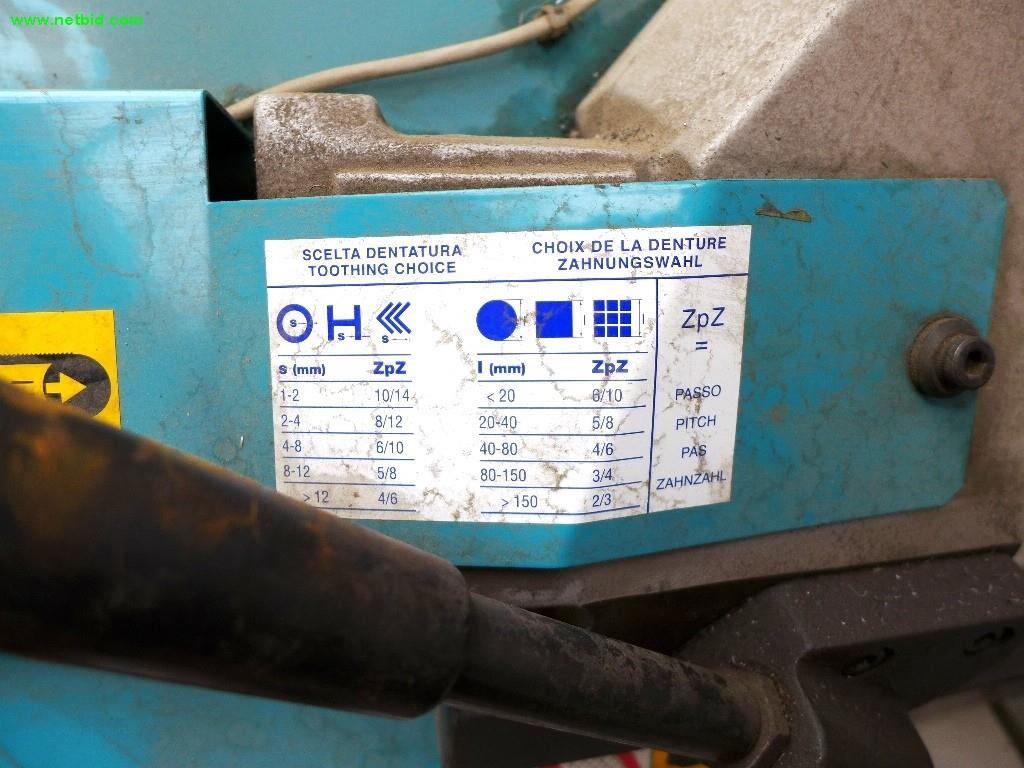 www.netbid.com
SCELTA DENTATURA
TOOTHING CHOICE
CHOIX DE LA DENTURE
ZAHNUNGSWAHL
s s s
s (mm) ZpZ
1-2 10/14
2-4 8/12
4-8 6/10
8-12 5/8
> 12 4/6
l (mm) ZpZ
< 20 6/10
20-40 5/8
40-80 4/6
80-150 3/4
> 150 2/3
ZpZ
=
PASSO
PITCH
PAS
ZAHNZAHL